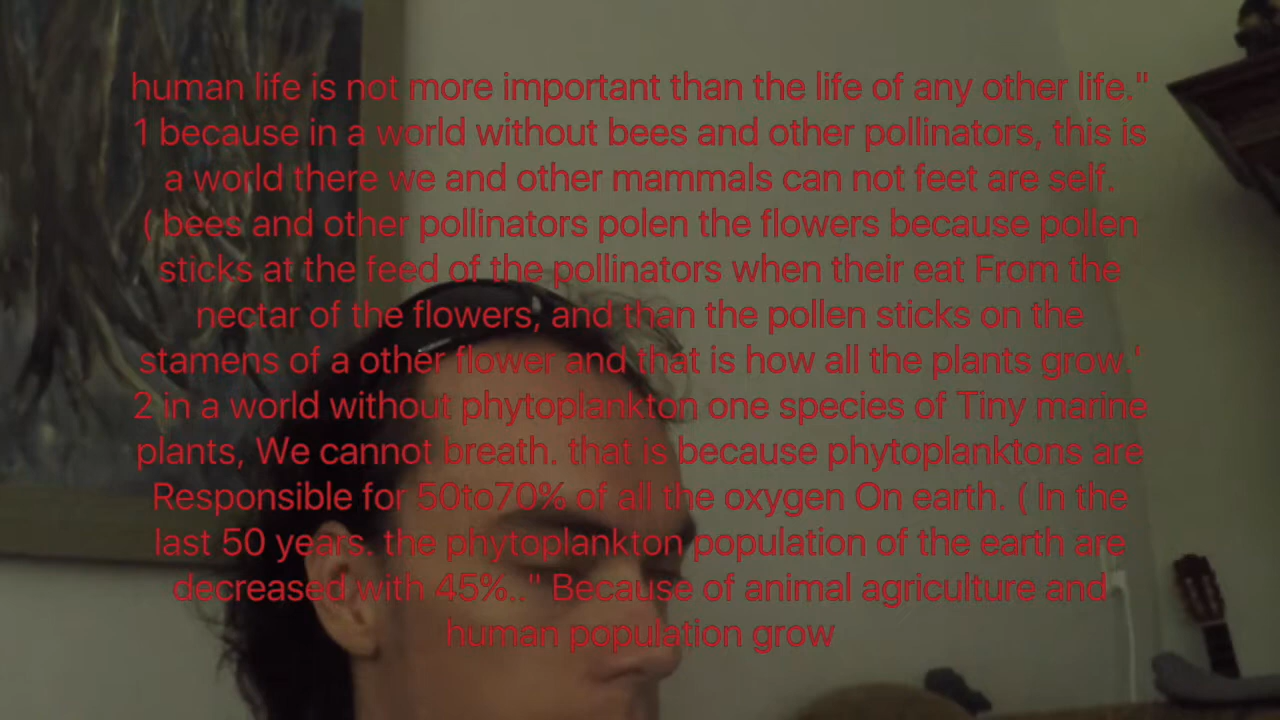 human life is not more important than the life of any other life."
1 because in a world without bees and other pollinators, this is
a world there we and other mammals can not feet are self.
( bees and other pollinators polen the flowers because pollen
sticks at the feed of the pollinators when their eat From the
nectar of the flowers, and than the pollen sticks on the
stamens of a other flower and that is how all the plants grow.'
2 in a world without phytoplankton one species of Tiny marine
plants, We cannot breath. that is because phytoplanktons are
Responsible for 50to70% of all the oxygen On earth. ( In the
last 50 years. the phytoplankton population of the earth are
decreased with 45%.." Because of animal agriculture and
human population grow